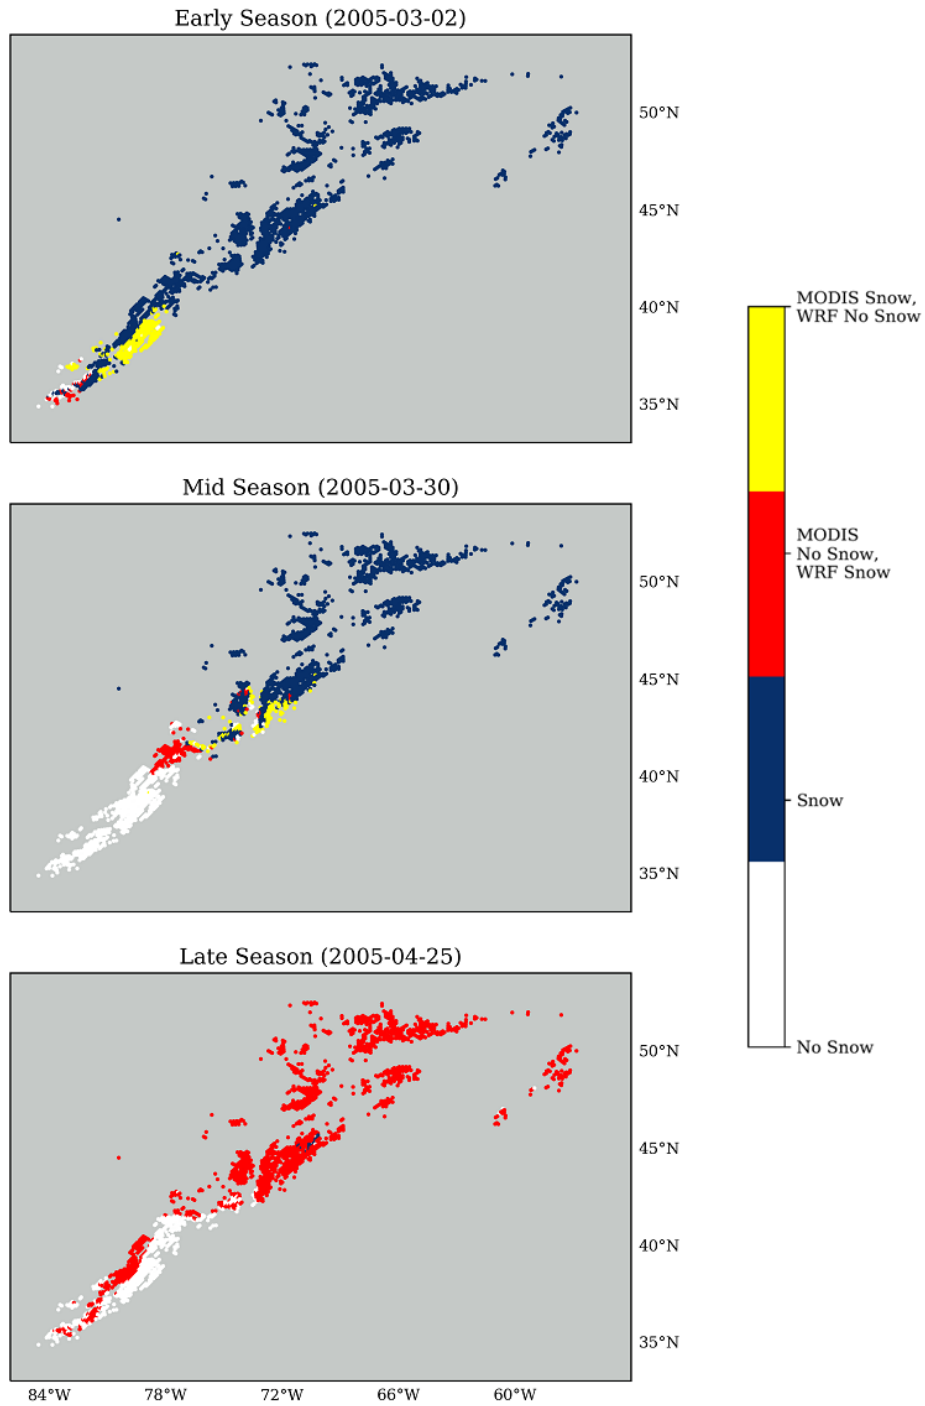 Early Season (2005-03-02)
50°N
45°N
40°N
35°N
Mid Season (2005-03-30)
50°N
45°N
40°N
35°N
Late Season (2005-04-25)
50°N
45°N
40°N
35°N
84°W 78°W 72°W 66°W 60°W
MODIS Snow,
WRF No Snow
MODIS
No Snow,
WRF Snow
Snow
No Snow